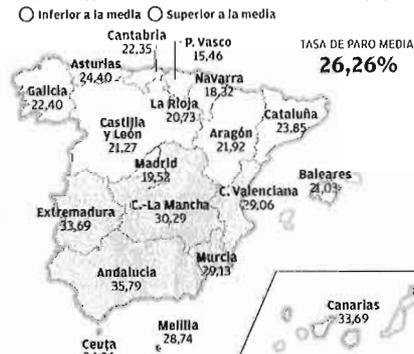 Inferior a la media Superior a la media
Cantabria
22,35
P. Vasco
15,46
TASA DE PARO MEDIA
26,26%
Asturias
24,40
Navarra
18,32
Galicia
22,40
La Rioja
20,73
Cataluña
23,85
Castilla
y León
21,27
Aragón
21,92
Madrid
19,52
Baleares
21,03
C. Valenciana
29,06
Extremadura
33,69
C.-La Mancha
30,29
Murcia
29,13
Andalucia
35,79
Canarias
33,69
Melilla
28,74
Ceuta